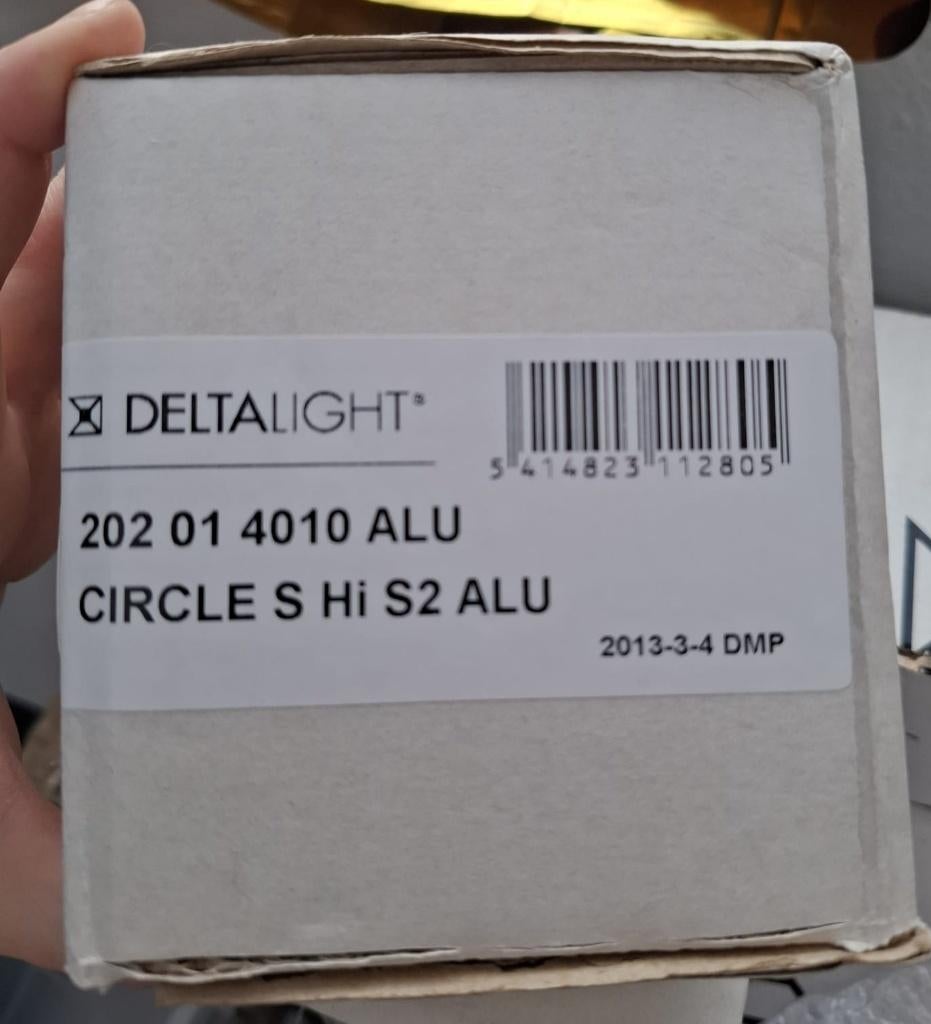 DELTALIGHT®
5 414823 112805
202 01 4010 ALU
CIRCLE S Hi S2 ALU
2013-3-4 DMP